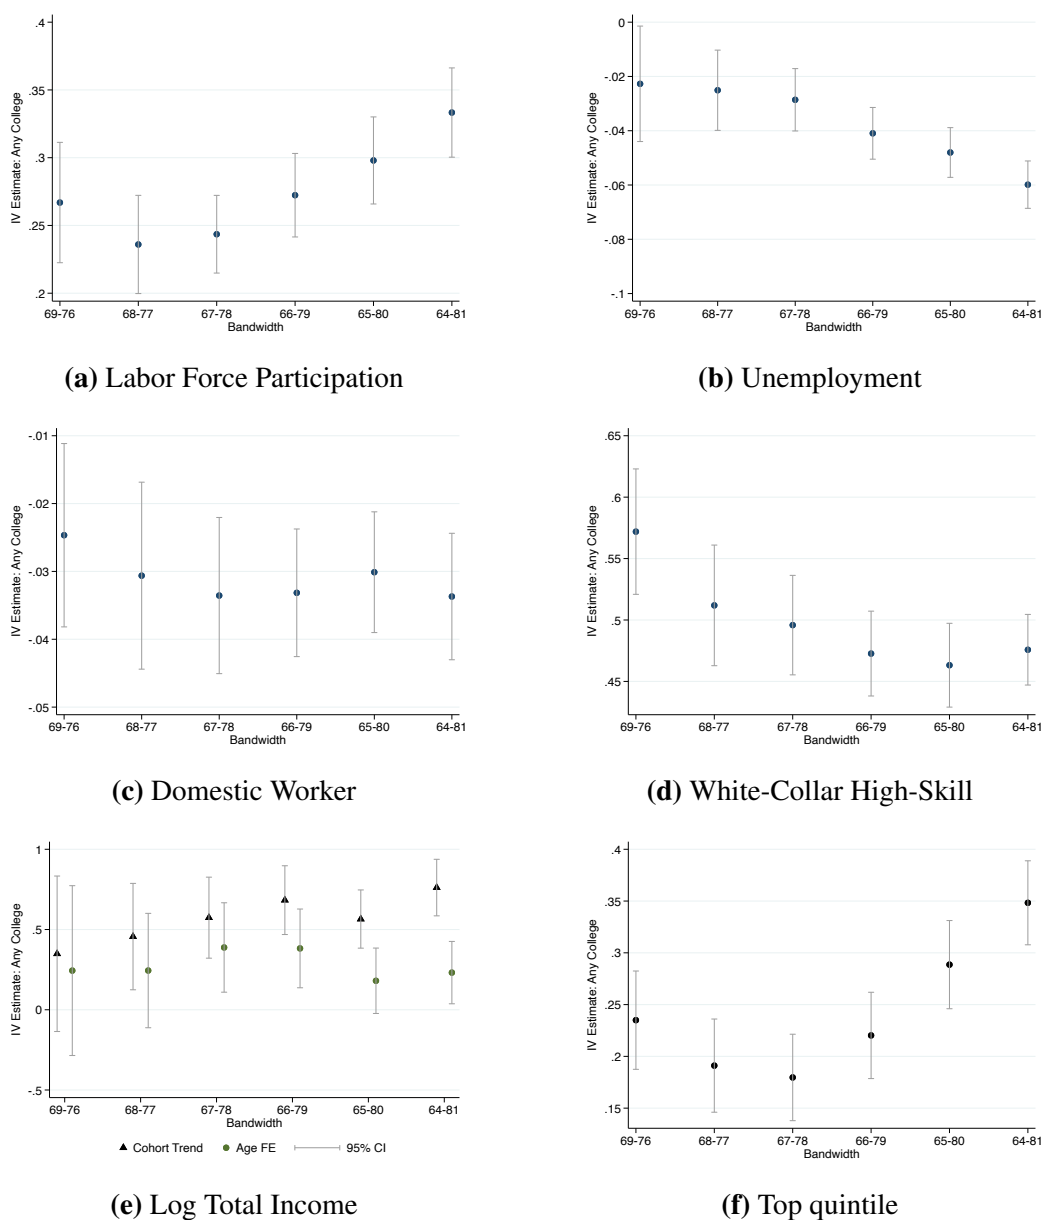 IV Estimate: Any College
.4
.35
.3
.25
.2
69-76 68-77 67-78 66-79 65-80 64-81
Bandwidth
(a) Labor Force Participation
IV Estimate: Any College
0
-.02
-.04
-.06
-.08
-.1
69-76 68-77 67-78 66-79 65-80 64-81
Bandwidth
(b) Unemployment
IV Estimate: Any College
-.01
-.02
-.03
-.04
-.05
69-76 68-77 67-78 66-79 65-80 64-81
Bandwidth
(c) Domestic Worker
IV Estimate: Any College
.65
.6
.55
.5
.45
69-76 68-77 67-78 66-79 65-80 64-81
Bandwidth
(d) White-Collar High-Skill
IV Estimate: Any College
1
.5
0
-.5
69-76 68-77 67-78 66-79 65-80 64-81
Bandwidth
Cohort Trend Age FE 95% CI
(e) Log Total Income
IV Estimate: Any College
.4
.35
.3
.25
.2
.15
69-76 68-77 67-78 66-79 65-80 64-81
Bandwidth
(f) Top quintile